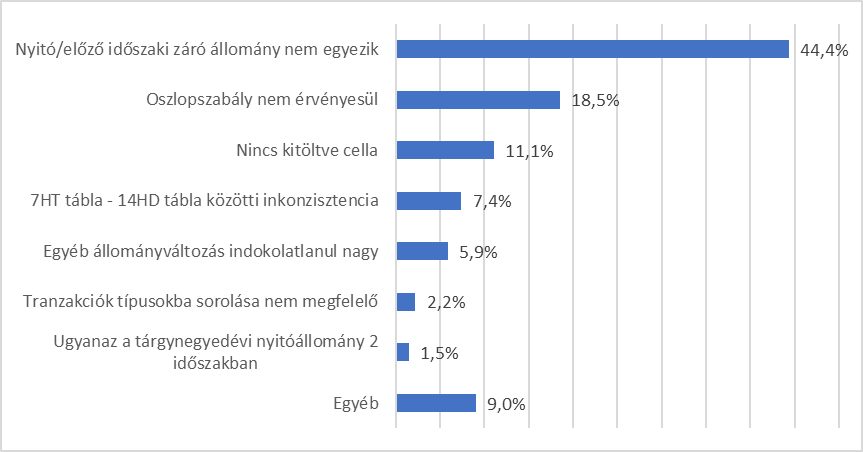 Nyitó/előző időszaki záró állomány nem egyezik 44,4%
Oszlopszabály nem érvényesül 18,5%
Nincs kitöltve cella 11,1%
7HT tábla - 14HD tábla közötti inkonzisztencia 7,4%
Egyéb állományváltozás indokolatlanul nagy 5,9%
Tranzakciók típusokba sorolása nem megfelelő 2,2%
Ugyanaz a tárgynegyedévi nyitóállomány 2
időszakban 1,5%
Egyéb 9,0%